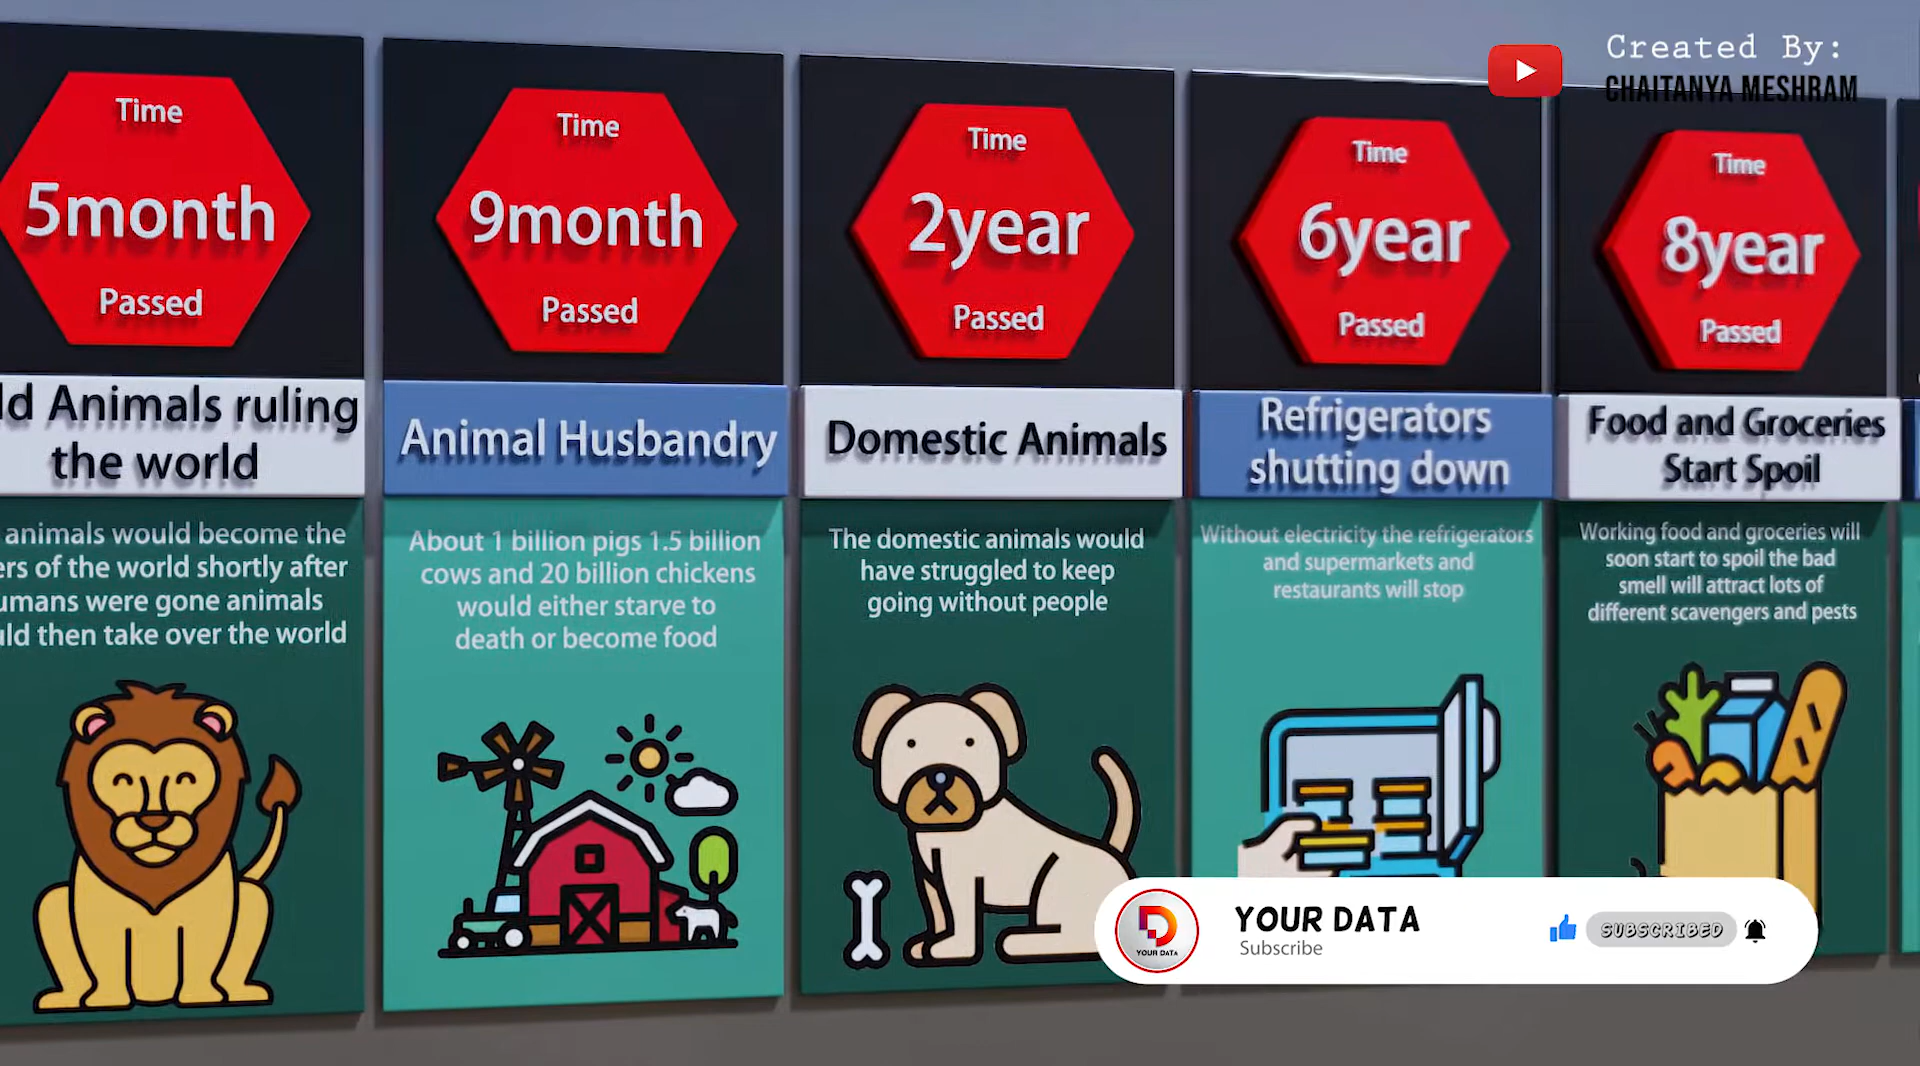 Created By:
CHAITANYA MESHRAM
Time
5month
Passed
ld Animals ruling
the world
animals would become the
ers of the world shortly after
umans were gone animals
uld then take over the world
Time
9month
Passed
Animal Husbandry
About 1 billion pigs 1.5 billion
cows and 20 billion chickens
would either starve to
death or become food
Time
2year
Passed
Domestic Animals
The domestic animals would
have struggled to keep
going without people
Time
6year
Passed
Refrigerators
shutting down
Without electricity the refrigerators
and supermarkets and
restaurants will stop
Time
8year
Passed
Food and Groceries
Start Spoil
Working food and groceries will
soon start to spoil the bad
smell will attract lots of
different scavengers and pests
YOUR DATA
YOUR DATA
Subscribe
SUBSCRIBED